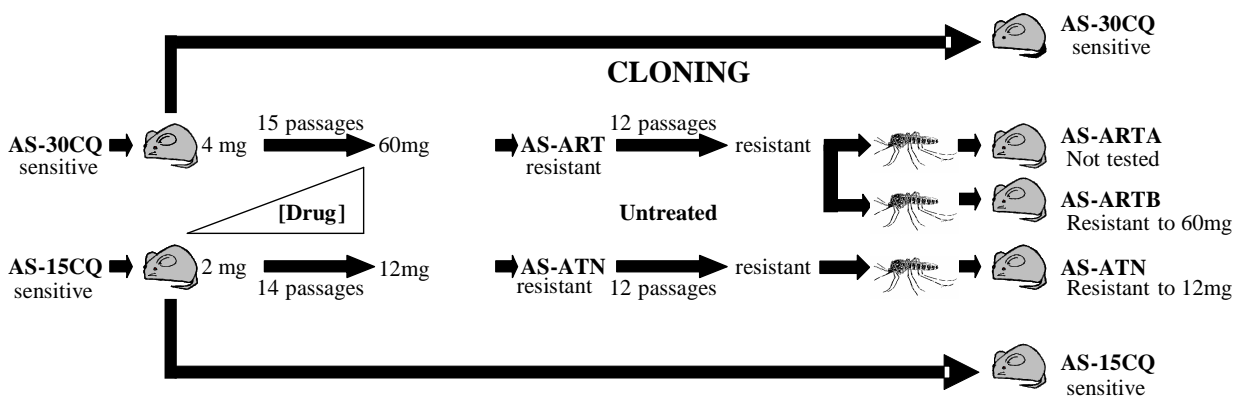 AS-30CQ
sensitive
CLONING
15 passages
12 passages
AS-30CQ
sensitive
4 mg
60mg
AS-ART
resistant
resistant
AS-ARTA
Not tested
[Drug]
Untreated
AS-ARTB
Resistant to 60mg
AS-15CQ
sensitive
2 mg
14 passages
12mg
AS-ATN
resistant
12 passages
resistant
AS-ATN
Resistant to 12mg
AS-15CQ
sensitive